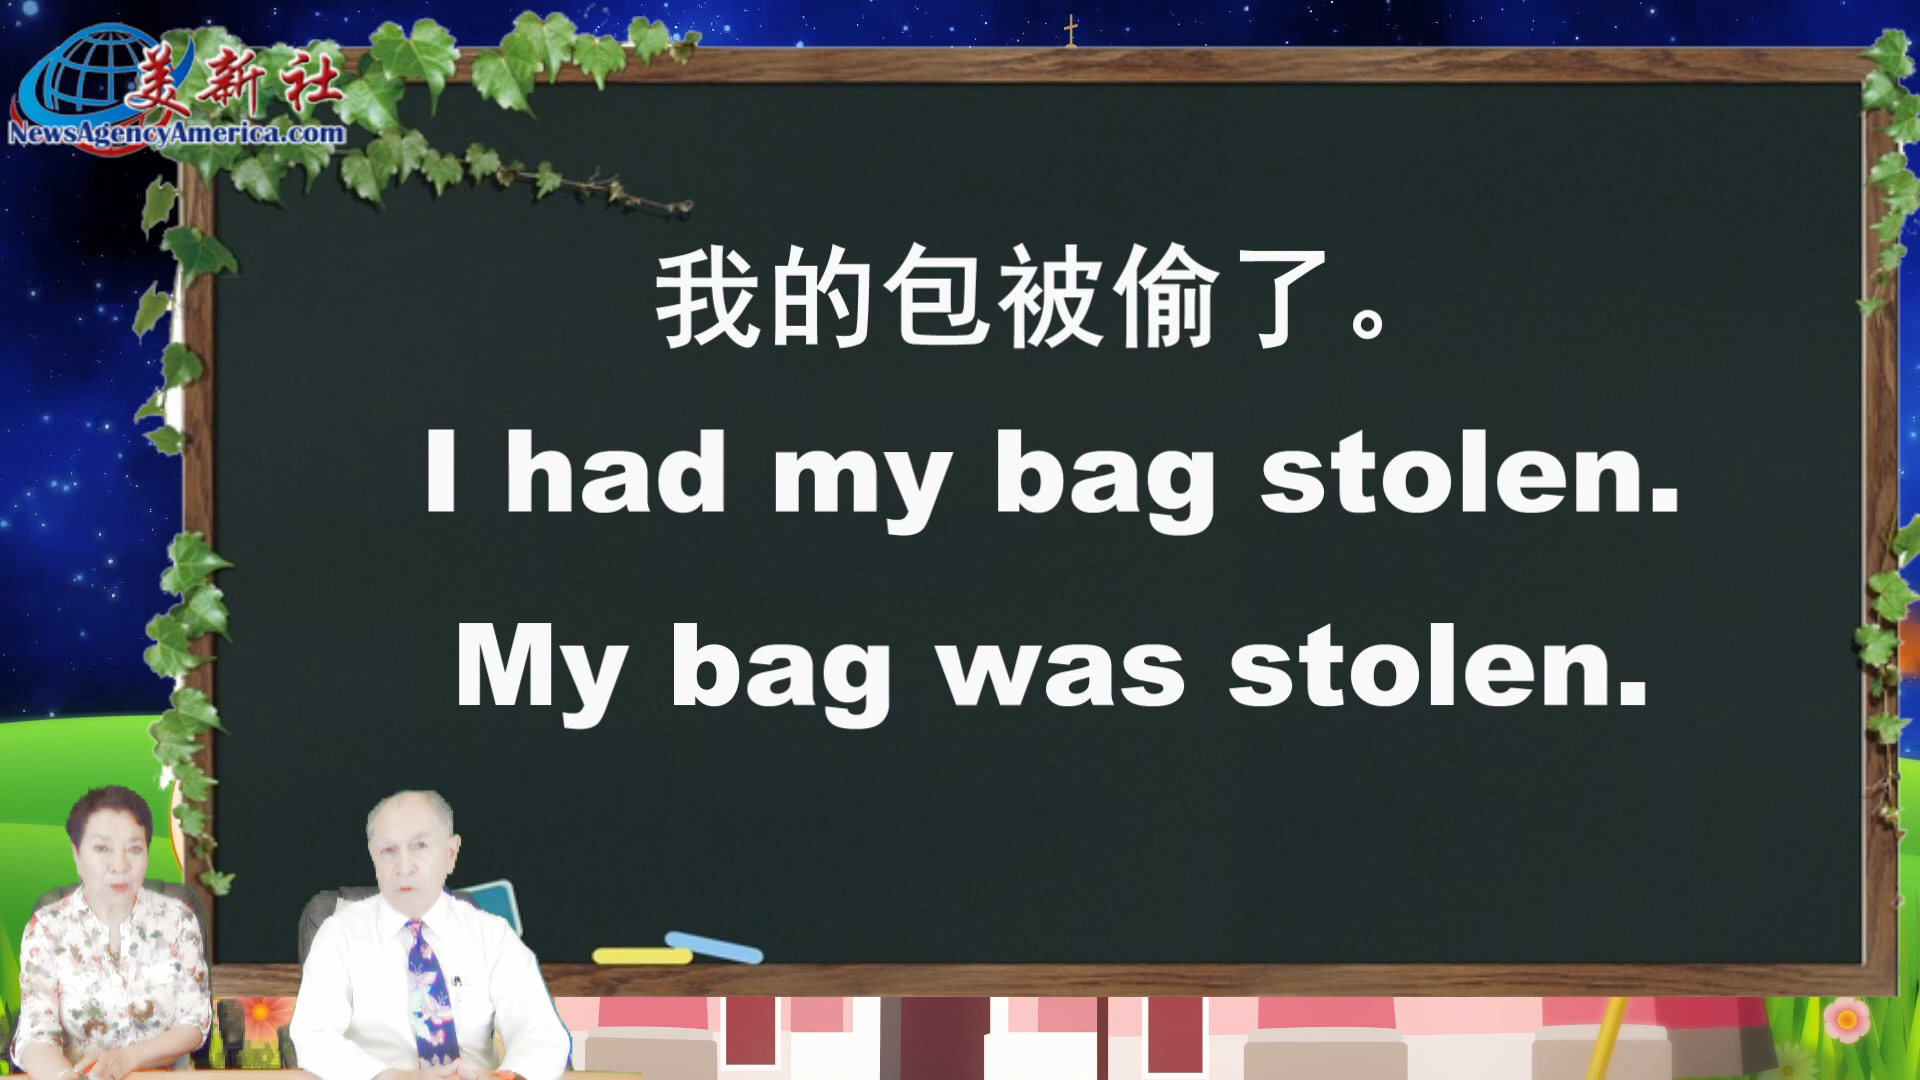 美新社
NewsAgencyAmerica.com
我的包被偷了。
I had my bag stolen.
My bag was stolen.